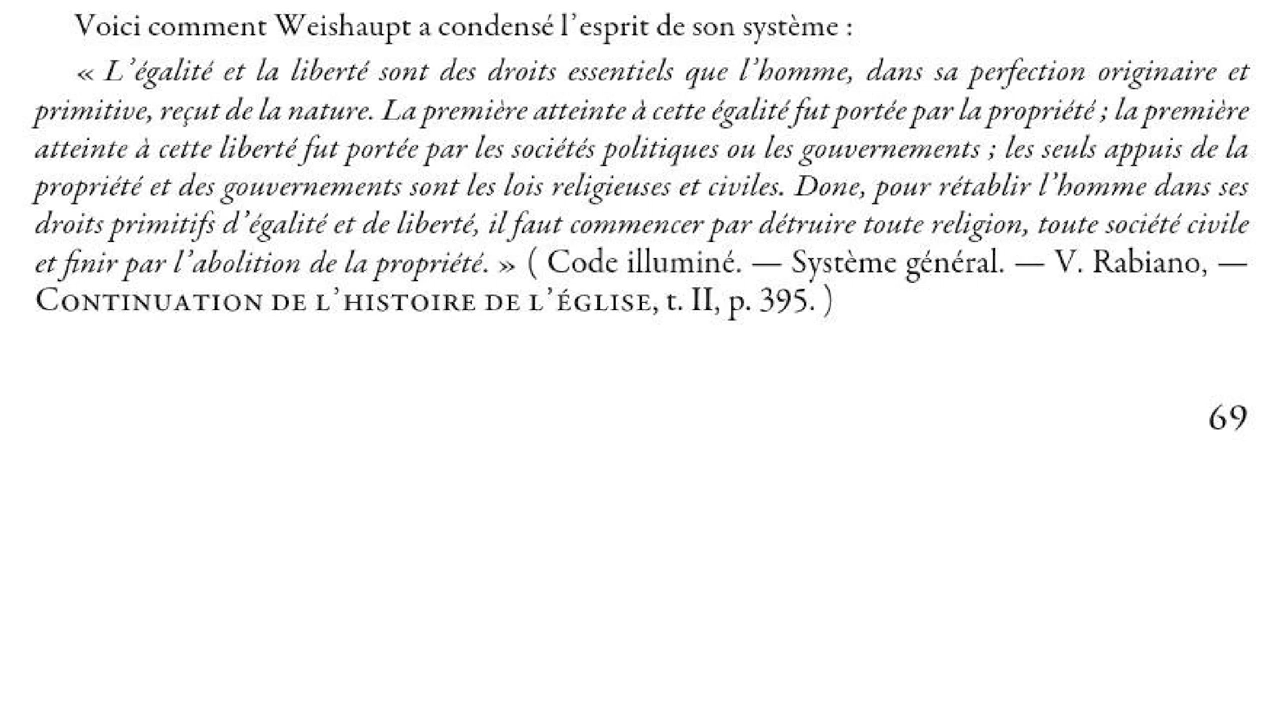 Voici comment Weishaupt a condensé l'esprit de son système :
« L'égalité et la liberté sont des droits essentiels que l'homme, dans sa perfection originaire et
primitive, reçut de la nature. La première atteinte à cette égalité fut portée par la propriété ; la première
atteinte à cette liberté fut portée par les sociétés politiques ou les gouvernements ; les seuls appuis de la
propriété et des gouvernements sont les lois religieuses et civiles. Done, pour rétablir l'homme dans ses
droits primitifs d'égalité et de liberté, il faut commencer par détruire toute religion, toute société civile
et finir par l'abolition de la propriété. » ( Code illuminé. — Système général. — V. Rabiano, —
CONTINUATION DE L'HISTOIRE DE L'ÉGLISE, t. II, p. 395. )
69